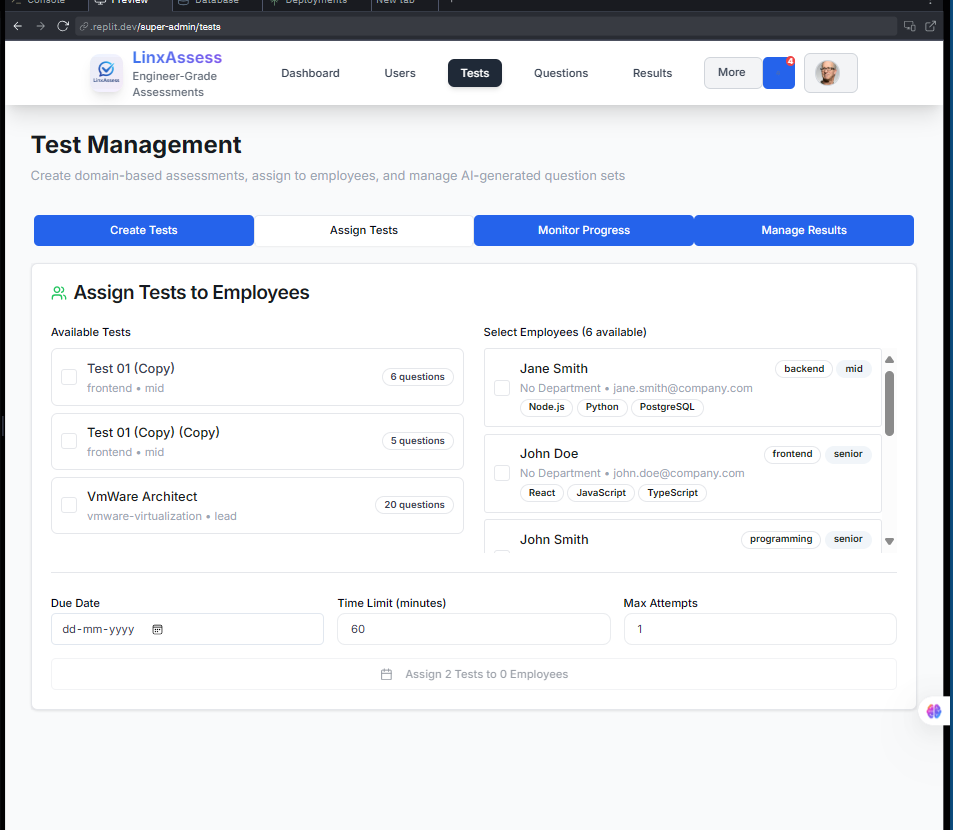 Console Preview Database Deployments New tab
.replit.dev/super-admin/tests
LinxAssess
Engineer-Grade
Assessments
LinxAssess
Dashboard Users Tests Questions Results More 4
Test Management
Create domain-based assessments, assign to employees, and manage AI-generated question sets
Create Tests Assign Tests Monitor Progress Manage Results
Assign Tests to Employees
Available Tests
Test 01 (Copy)
frontend • mid
6 questions
Test 01 (Copy) (Copy)
frontend • mid
5 questions
VmWare Architect
vmware-virtualization • lead
20 questions
Select Employees (6 available)
Jane Smith backend mid
No Department • jane.smith@company.com
Node.js Python PostgreSQL
John Doe frontend senior
No Department • john.doe@company.com
React JavaScript TypeScript
John Smith programming senior
Due Date Time Limit (minutes) Max Attempts
dd-mm-yyyy 60 1
Assign 2 Tests to 0 Employees